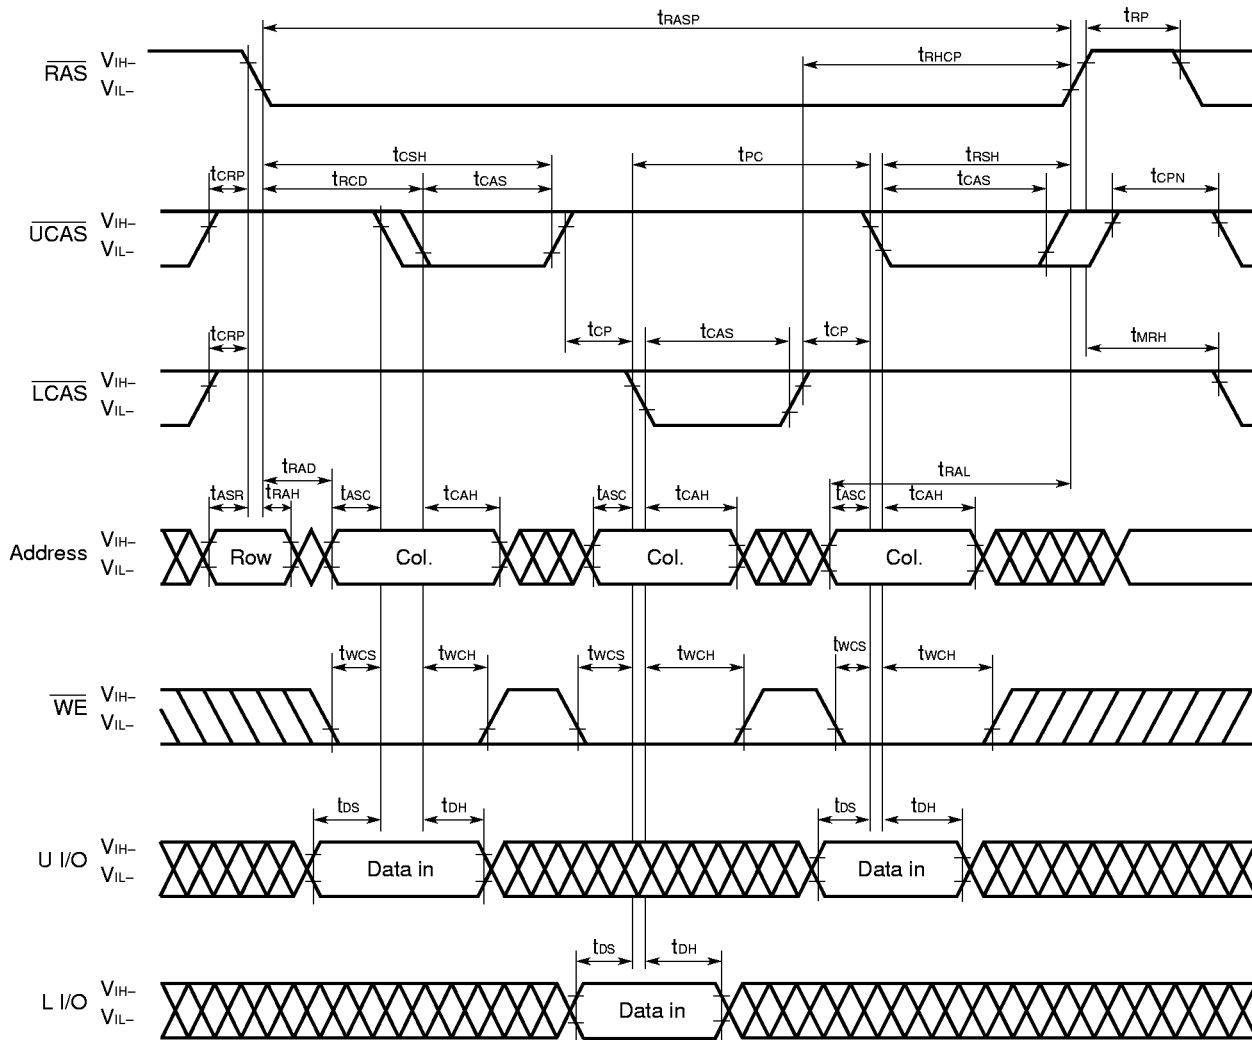 tRASP
tRP
tRHCP
RAS VIH–
VIL–
tCSH
tPC
tRSH
tCRP
tRCD
tCAS
tCAS
tCPN
UCAS VIH–
VIL–
tCRP
tCP
tCAS
tCP
tMRH
LCAS VIH–
VIL–
tRAD
tRAL
tASR
tRAH
tASC
tCAH
tASC
tCAH
tASC
tCAH
Address VIH–
VIL–
Row
Col.
Col.
Col.
tWCS
tWCH
tWCS
tWCH
tWCS
tWCH
WE VIH–
VIL–
tDS
tDH
tDS
tDH
U I/O VIH–
VIL–
Data in
Data in
tDS
tDH
L I/O VIH–
VIL–
Data in